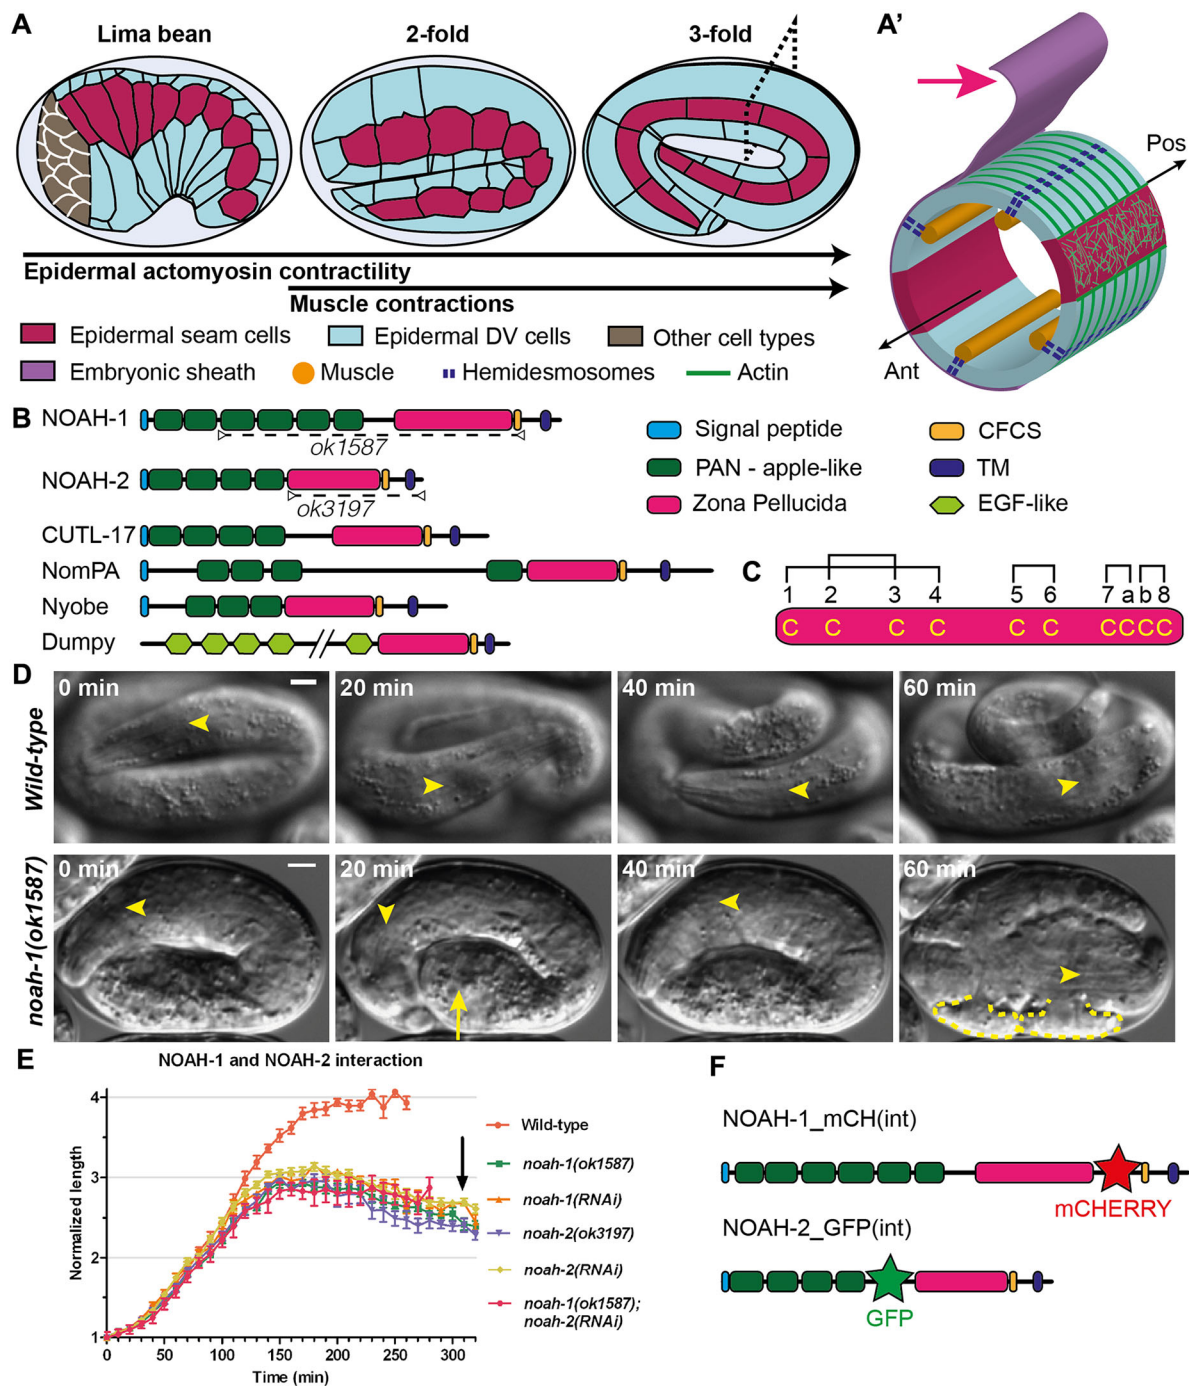 A
Lima bean
2-fold
3-fold
A'
Pos
Ant
Epidermal actomyosin contractility
Muscle contractions
Epidermal seam cells
Epidermal DV cells
Other cell types
Embryonic sheath
Muscle
Hemidesmosomes
Actin
B
NOAH-1
ok1587
NOAH-2
ok3197
CUTL-17
NomPA
Nyobe
Dumpy
Signal peptide
CFCS
PAN - apple-like
TM
Zona Pellucida
EGF-like
C
1 2 3 4 5 6 7 a b 8
C C C C C C C C C C
D
Wild-type
0 min
20 min
40 min
60 min
noah-1(ok1587)
0 min
20 min
40 min
60 min
E
NOAH-1 and NOAH-2 interaction
Normalized length
4
3
2
1
0 50 100 150 200 250 300
Time (min)
Wild-type
noah-1(ok1587)
noah-1(RNAi)
noah-2(ok3197)
noah-2(RNAi)
noah-1(ok1587);
noah-2(RNAi)
F
NOAH-1_mCH(int)
mCHERRY
NOAH-2_GFP(int)
GFP